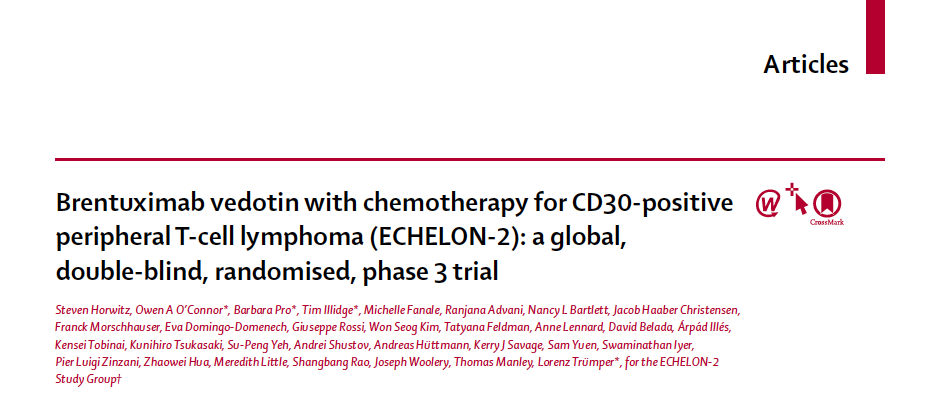 Articles
Brentuximab vedotin with chemotherapy for CD30-positive
peripheral T-cell lymphoma (ECHELON-2): a global,
double-blind, randomised, phase 3 trial
W
CrossMark
Steven Horwitz, Owen A O’Connor*, Barbara Pro*, Tim Illidge*, Michelle Fanale, Ranjana Advani, Nancy L Bartlett, Jacob Haaber Christensen,
Franck Morschhauser, Eva Domingo-Domenech, Giuseppe Rossi, Won Seog Kim, Tatyana Feldman, Anne Lennard, David Belada, Árpád Illés,
Kensei Tobinai, Kunihiro Tsukasaki, Su-Peng Yeh, Andrei Shustov, Andreas Hüttmann, Kerry J Savage, Sam Yuen, Swaminathan Iyer,
Pier Luigi Zinzani, Zhaowei Hua, Meredith Little, Shangbang Rao, Joseph Woolery, Thomas Manley, Lorenz Trümper*, for the ECHELON-2
Study Group†